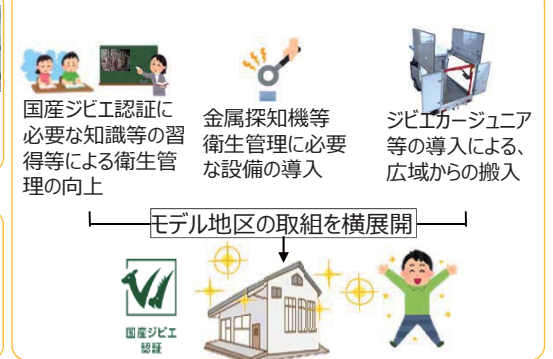 国産ジビエ認証に
必要な知識等の習
得等による衛生管
理の向上
金属探知機等
衛生管理に必要
な設備の導入
ジビエカージュニア
等の導入による、
広域からの搬入
モデル地区の取組を横展開
国産ジビエ
認証